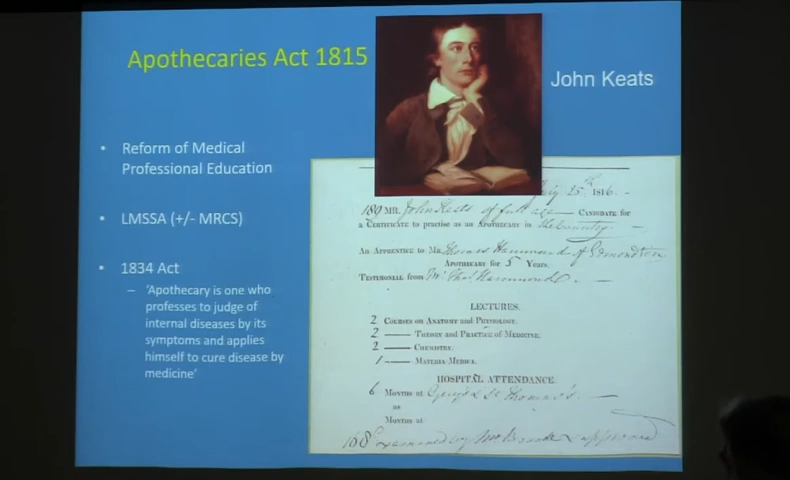 Apothecaries Act 1815
John Keats
• Reform of Medical
Professional Education
• LMSSA (+/- MRCS)
• 1834 Act
– ‘Apothecary is one who
professes to judge of
internal diseases by its
symptoms and applies
himself to cure disease by
medicine’
25th 1816. -
189 MR. John Keats of full age CANDIDATE for
a CERTIFICATE to practise as an APOTHECARY in the Country.
AN APPRENTICE to MR. Thomas Hammond of Edmonton
APOTHECARY for 5 YEARS.
TESTIMONIAL from Mr. Thos. Hammond. -
LECTURES.
2 COURSES on ANATOMY and PHYSIOLOGY.
2 —— THEORY and PRACTICE of MEDICINE.
2 —— CHEMISTRY.
1 —— MATERIA MEDICA.
HOSPITAL ATTENDANCE.
6 MONTHS at Guy's & St Thomas's. —
MONTHS at
examined by Mr & approved